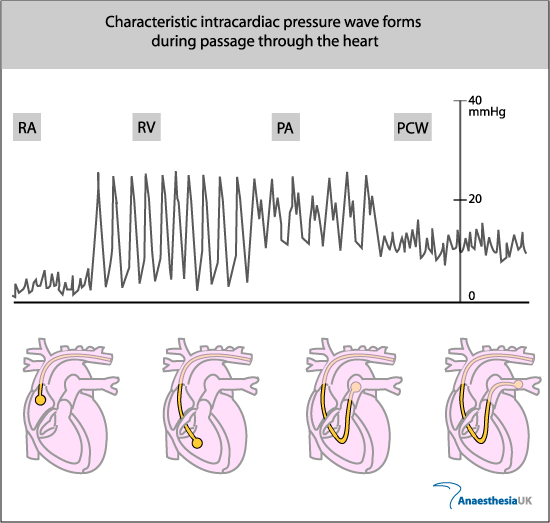 Characteristic intracardiac pressure wave forms
during passage through the heart
40
mmHg
RA
RV
PA
PCW
20
0
AnaesthesiaUK